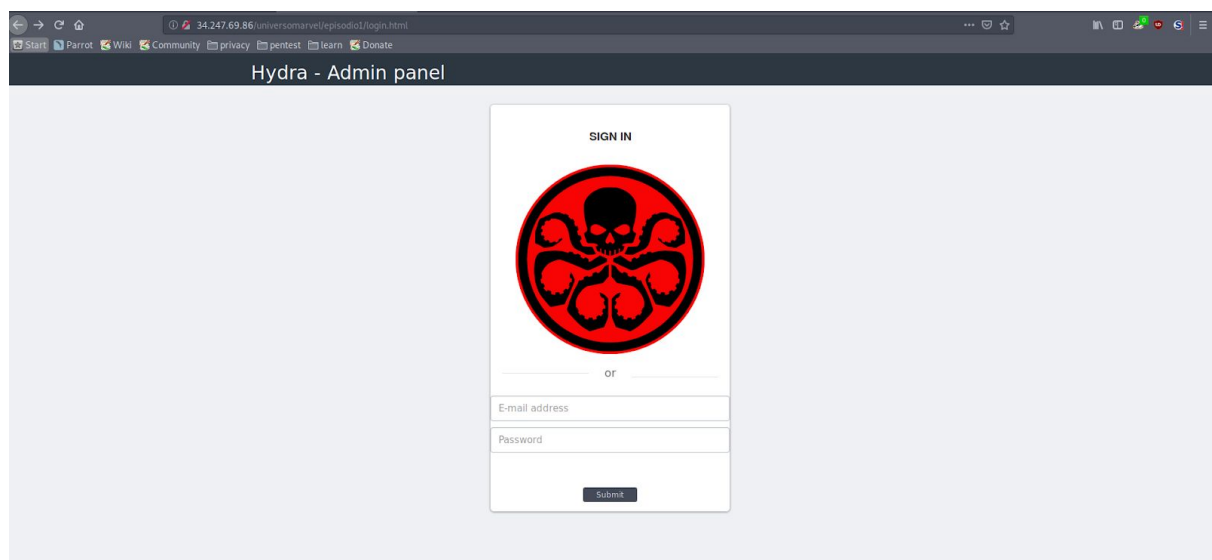 34.247.69.86/universomarvel/episodio1/login.html
Start Parrot Wiki Community privacy pentest learn Donate
Hydra - Admin panel
SIGN IN
or
E-mail address
Password
Submit